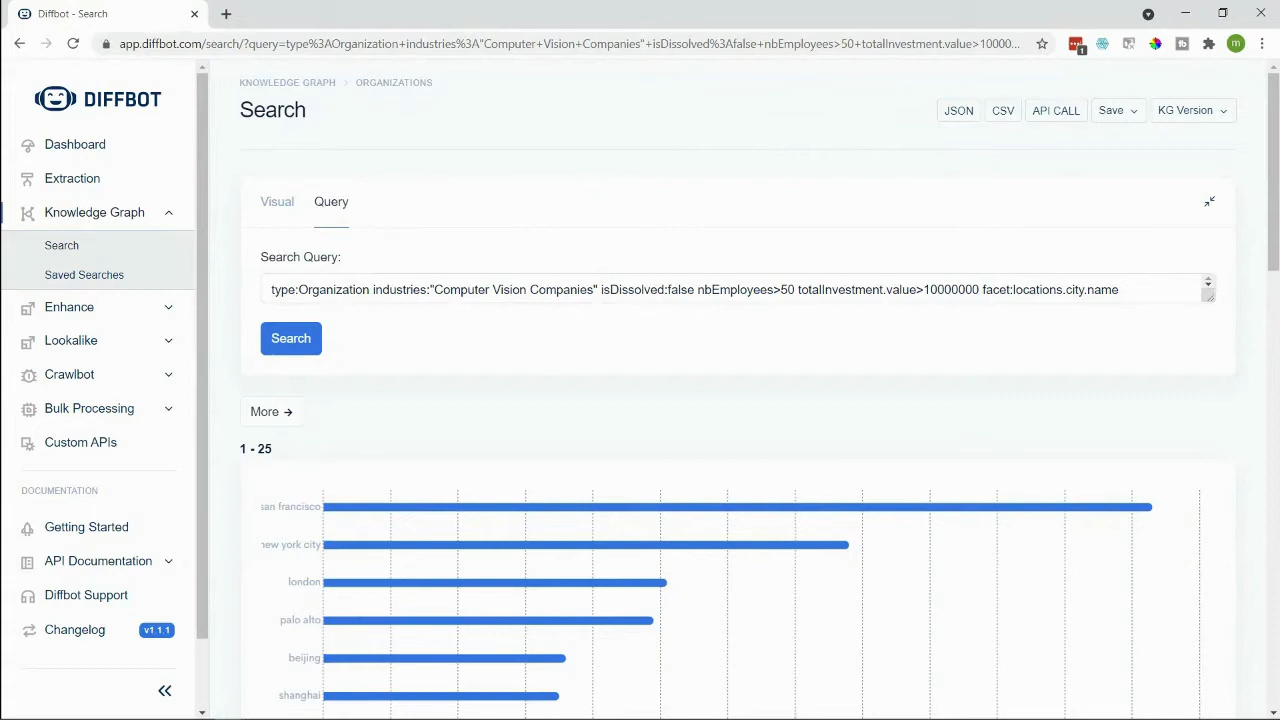 Diffbot - Search
app.diffbot.com/search/?query=type%3AOrganization+industries%3A"Computer Vision+Companies"+isDissolved%3Afalse+nbEmployees>50+totalInvestment.value>10000...
1
m
DIFFBOT
Dashboard
Extraction
Knowledge Graph
Search
Saved Searches
Enhance
Lookalike
Crawlbot
Bulk Processing
Custom APIs
DOCUMENTATION
Getting Started
API Documentation
Diffbot Support
Changelog v1.1.1
KNOWLEDGE GRAPH > ORGANIZATIONS
Search
JSON CSV API CALL Save KG Version
Visual Query
Search Query:
type:Organization industries:"Computer Vision Companies" isDissolved:false nbEmployees>50 totalInvestment.value>10000000 facet:locations.city.name
Search
More →
1 - 25
san francisco
new york city
london
palo alto
beijing
shanghai